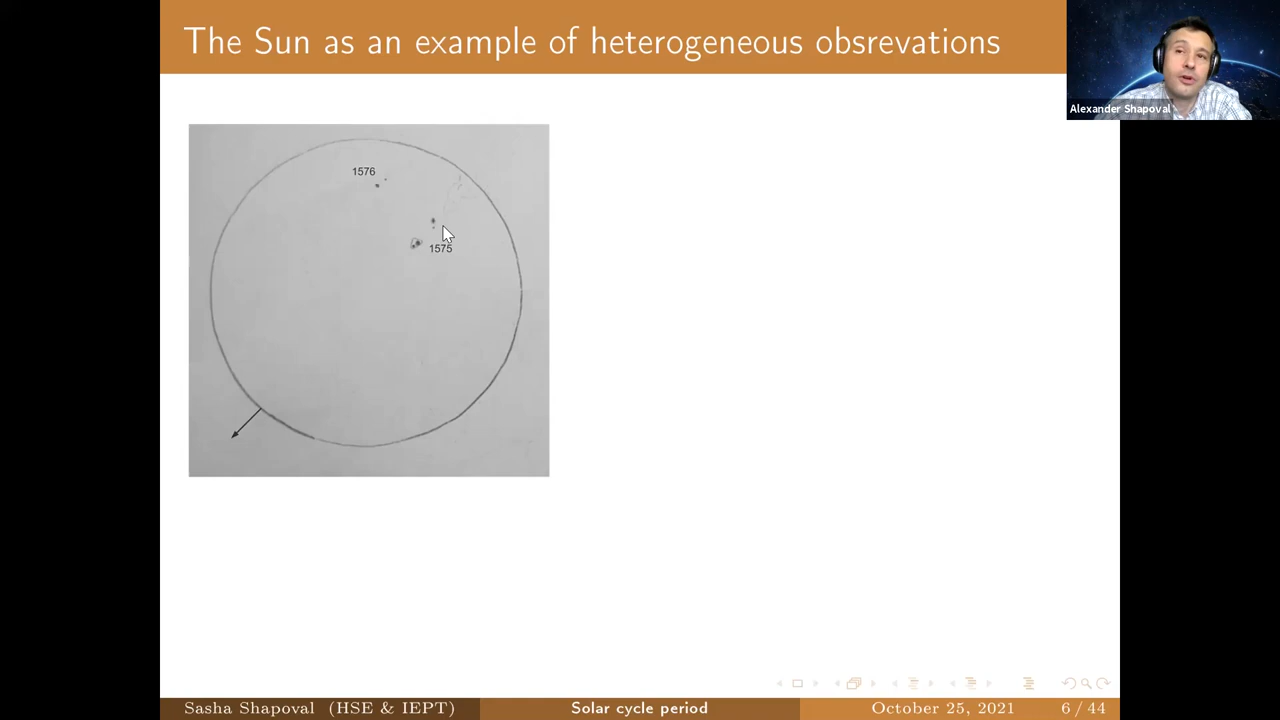 The Sun as an example of heterogeneous obsrevations
Alexander Shapoval
1576
1575
Sasha Shapoval (HSE & IEPT)
Solar cycle period
October 25, 2021
6 / 44